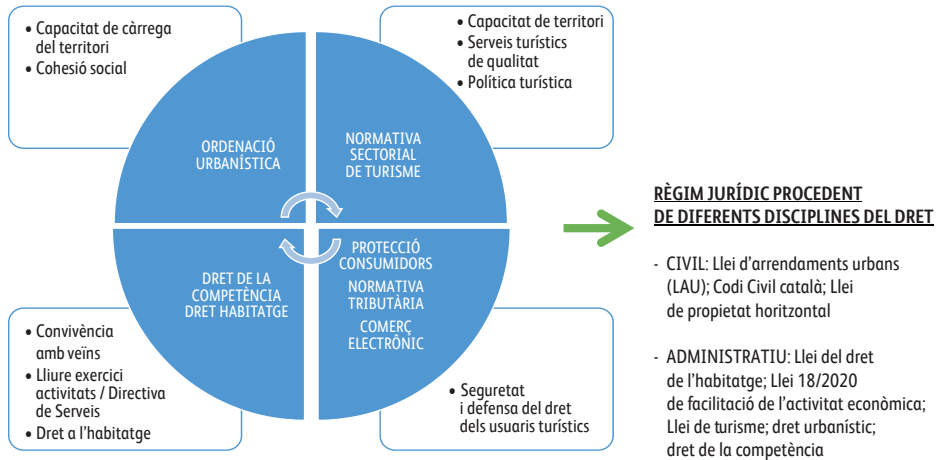 • Capacitat de càrrega
del territori
• Cohesió social
• Capacitat de territori
• Serveis turístics
de qualitat
• Política turística
ORDENACIÓ
URBANÍSTICA
NORMATIVA
SECTORIAL
DE TURISME
DRET DE LA
COMPETÈNCIA
DRET HABITATGE
PROTECCIÓ
CONSUMIDORS
NORMATIVA
TRIBUTÀRIA
COMERÇ
ELECTRÒNIC
• Convivència
amb veïns
• Lliure exercici
activitats / Directiva
de Serveis
• Dret a l’habitatge
• Seguretat
i defensa del dret
dels usuaris turístics
RÈGIM JURÍDIC PROCEDENT
DE DIFERENTS DISCIPLINES DEL DRET
- CIVIL: Llei d’arrendaments urbans
(LAU); Codi Civil català; Llei
de propietat horitzontal
- ADMINISTRATIU: Llei del dret
de l’habitatge; Llei 18/2020
de facilitació de l’activitat econòmica;
Llei de turisme; dret urbanístic;
dret de la competència